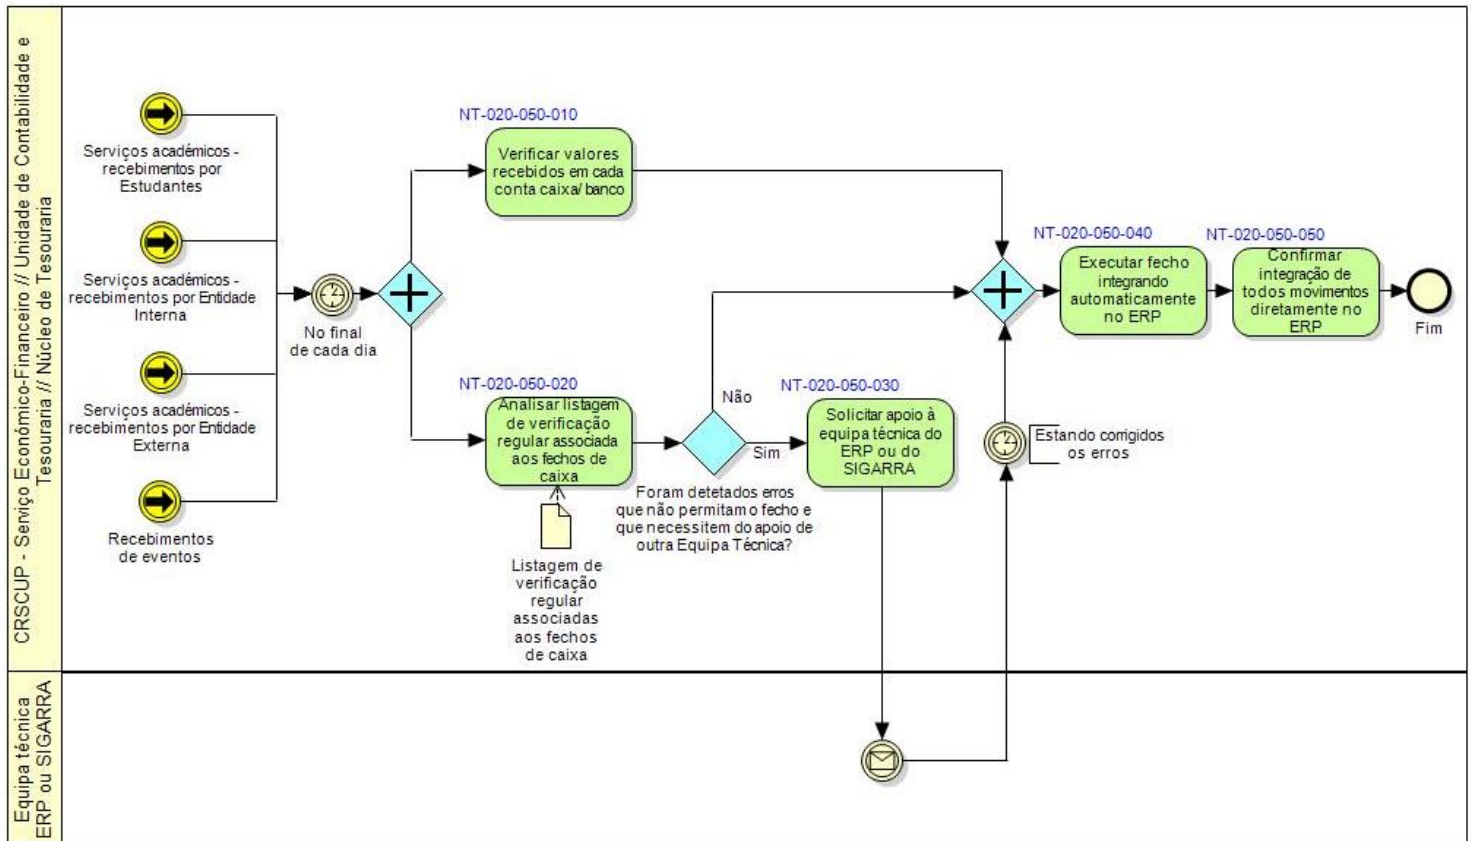 CRSCUP - Serviço Económico-Financeiro // Unidade de Contabilidade e
Tesouraria // Núcleo de Tesouraria
Serviços académicos -
recebimentos por
Estudantes
Serviços académicos -
recebimentos por Entidade
Interna
Serviços académicos -
recebimentos por Entidade
Externa
Recebimentos
de eventos
No final
de cada dia
NT-020-050-010
Verificar valores
recebidos em cada
conta caixa/ banco
NT-020-050-020
Analisar listagem
de verificação
regular associada
aos fechos de
caixa
Listagem de
verificação
regular
associadas
aos fechos
de caixa
Não
Sim
Foram detetados erros
que não permitam o fecho e
que necessitem do apoio de
outra Equipa Técnica?
NT-020-050-030
Solicitar apoio à
equipa técnica do
ERP ou do
SIGARRA
Estando corrigidos
os erros
NT-020-050-040
Executar fecho
integrando
automaticamente
no ERP
NT-020-050-050
Confirmar
integração de
todos movimentos
diretamente no
ERP
Fim
Equipa técnica
ERP ou SIGARRA